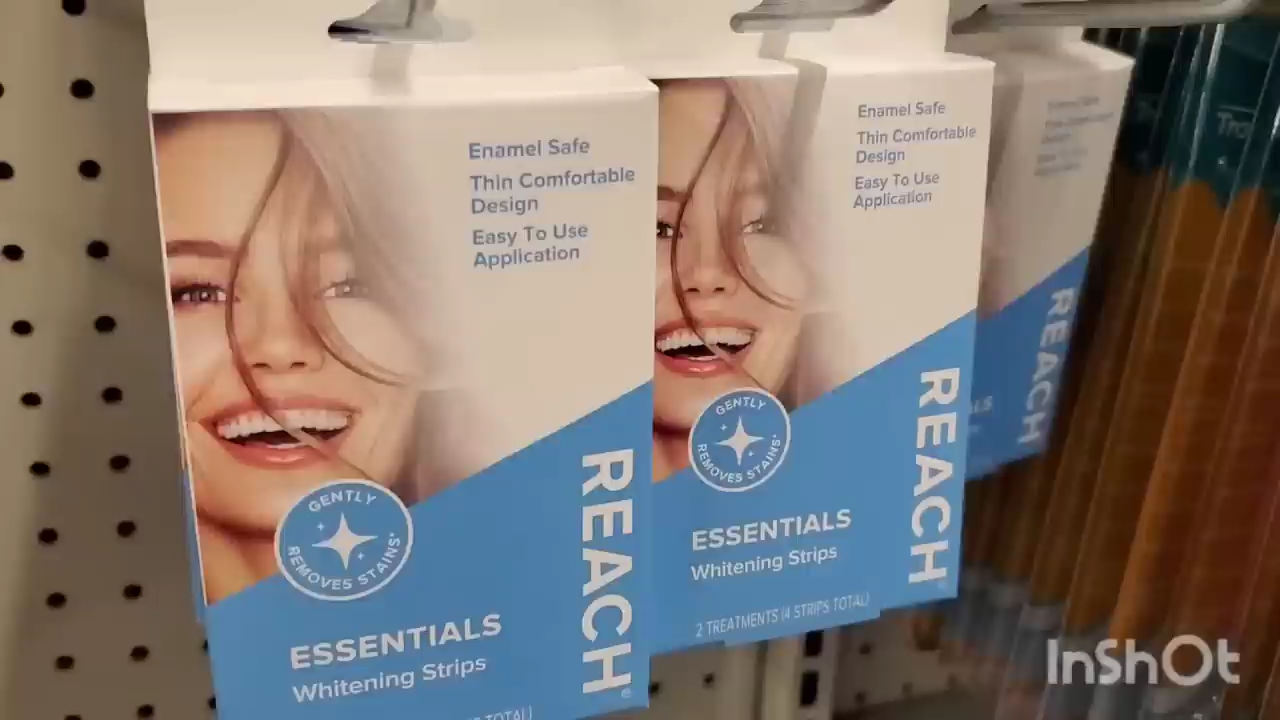 Enamel Safe
Thin Comfortable
Design
Easy To Use
Application
GENTLY
REMOVES STAINS*
REACH®
ESSENTIALS
Whitening Strips
TOTAL)
Enamel Safe
Thin Comfortable
Design
Easy To Use
Application
GENTLY
REMOVES STAINS*
REACH
ESSENTIALS
Whitening Strips
2 TREATMENTS (4 STRIPS TOTAL)
REACH
InShOt